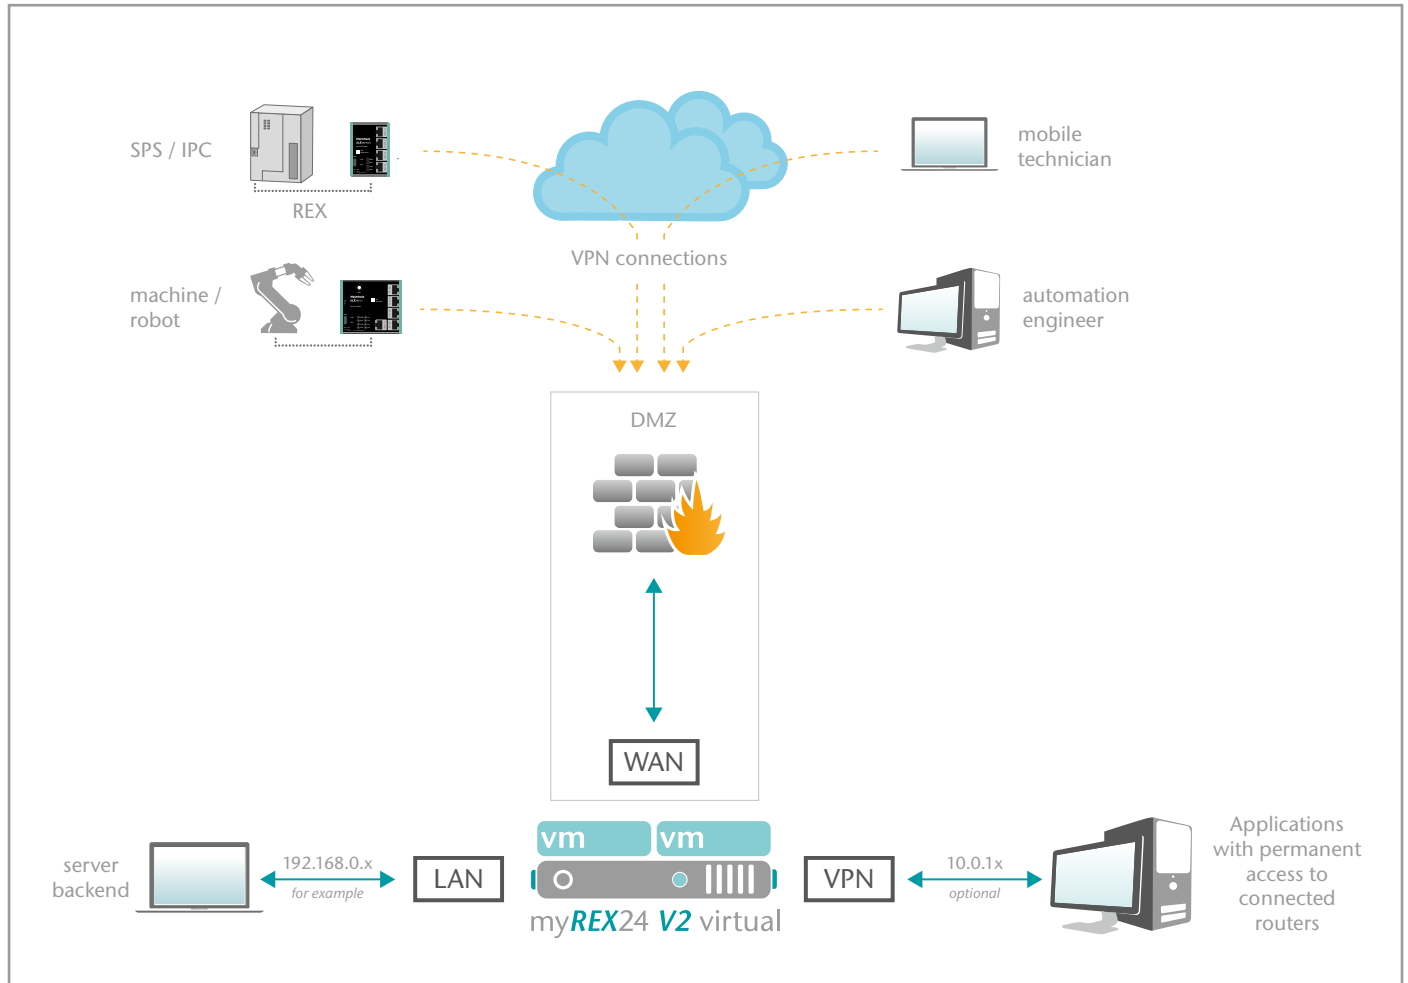 SPS / IPC
REX
mobile
technician
VPN connections
machine /
robot
automation
engineer
DMZ
WAN
vm
vm
server
backend
192.168.0.x
for example
LAN
myREX24 V2 virtual
VPN
10.0.1x
optional
Applications
with permanent
access to
connected
routers